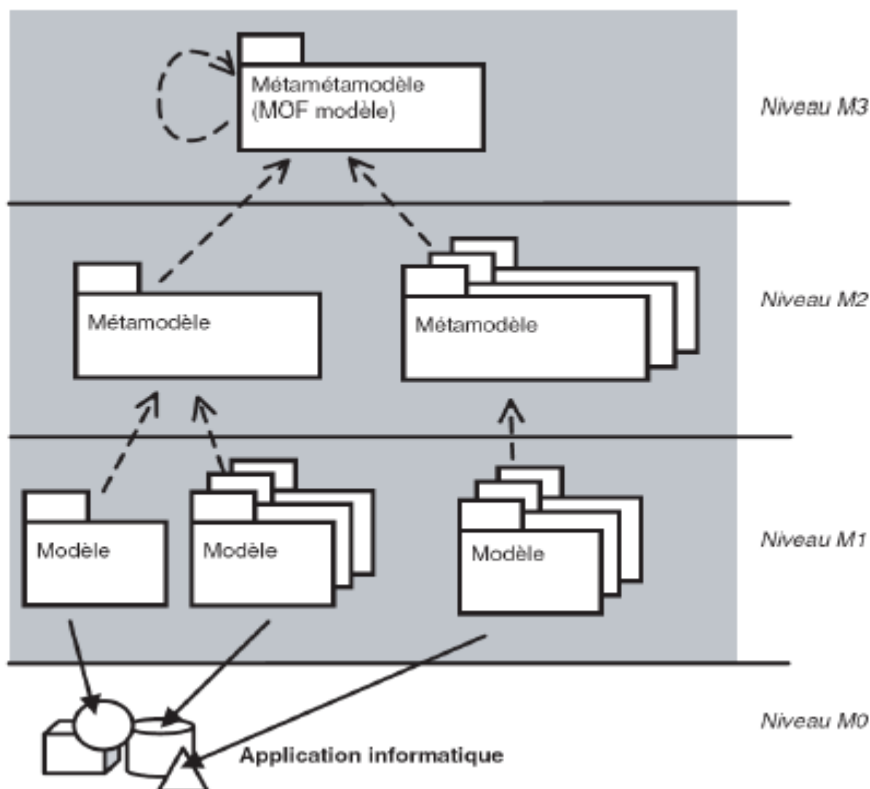 Métamétamodèle
(MOF modèle)
Niveau M3
Métamodèle
Métamodèle
Niveau M2
Modèle
Modèle
Modèle
Niveau M1
Application informatique
Niveau M0